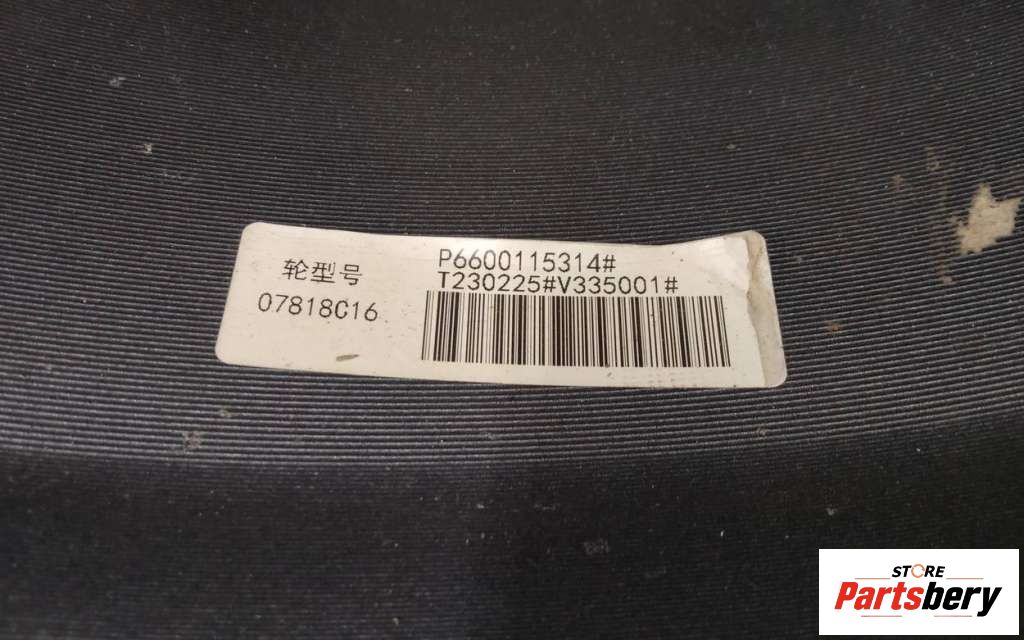 轮型号
07818C16
P6600115314#
T230225#V335001#
STORE
Partsbery